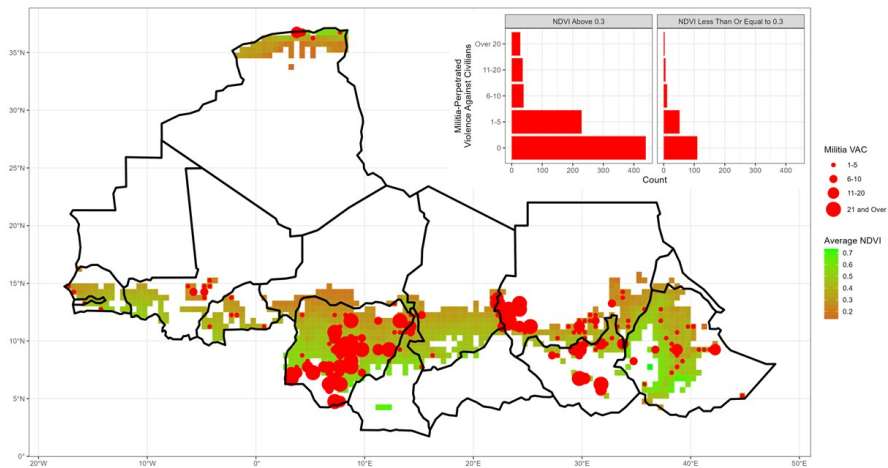 NDVI Above 0.3
NDVI Less Than Or Equal to 0.3
Militia-Perpetrated
Violence Against Civilians
Over 20
11-20
6-10
1-5
0
0
100
200
300
400
0
100
200
300
400
Count
35°N
30°N
25°N
20°N
15°N
10°N
5°N
0°
20°W
10°W
0°
10°E
20°E
30°E
40°E
50°E
Militia VAC
1-5
6-10
11-20
21 and Over
Average NDVI
0.7
0.6
0.5
0.4
0.3
0.2